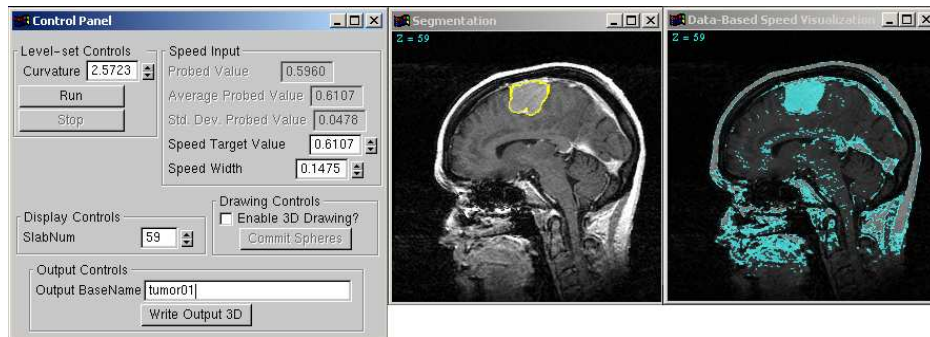 Control Panel
Level-set Controls
Curvature 2.5723
Run
Stop
Speed Input
Probed Value 0.5960
Average Probed Value 0.6107
Std. Dev. Probed Value 0.0478
Speed Target Value 0.6107
Speed Width 0.1475
Display Controls
SlabNum 59
Drawing Controls
Enable 3D Drawing?
Commit Spheres
Output Controls
Output BaseName tumor01
Write Output 3D
Segmentation
Z = 59
Data-Based Speed Visualization
Z = 59